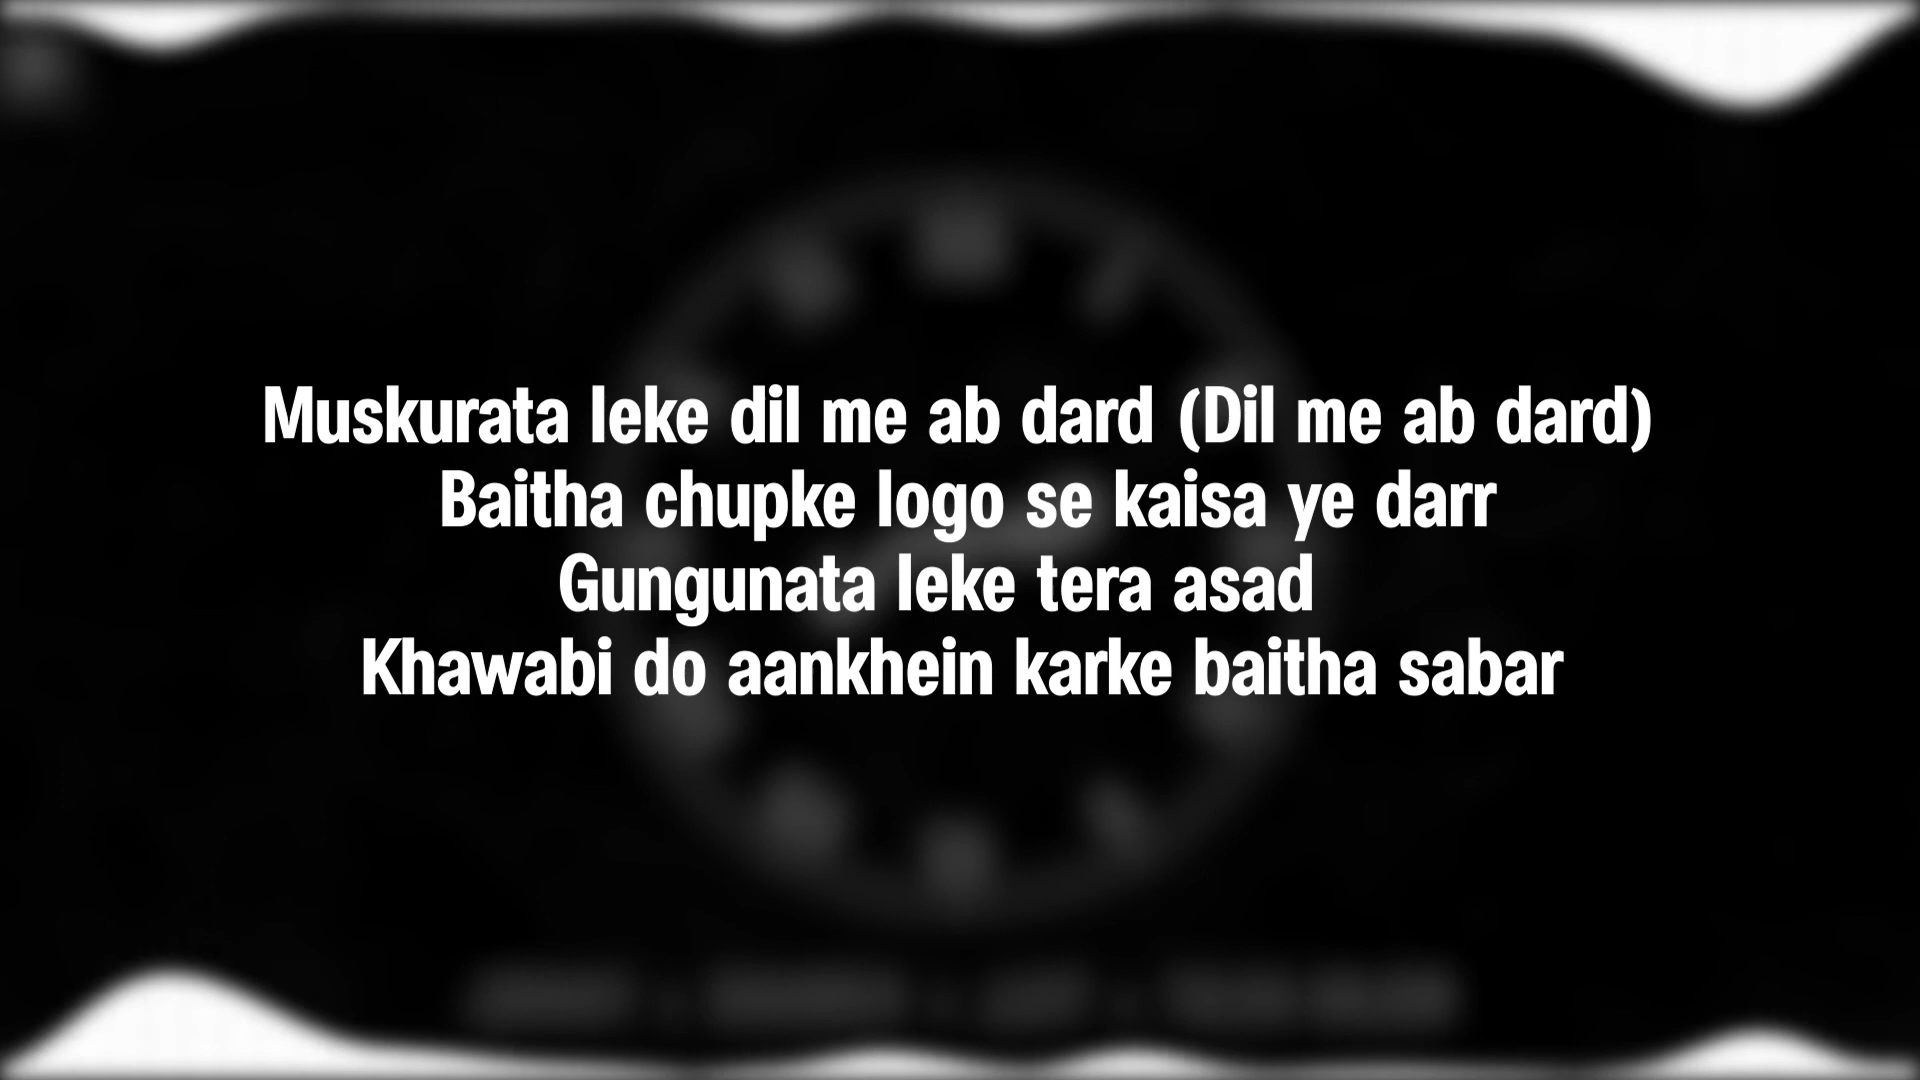 Muskurata leke dil me ab dard (Dil me ab dard)
Baitha chupke logo se kaisa ye darr
Gungunata leke tera asad
Khawabi do aankhein karke baitha sabar